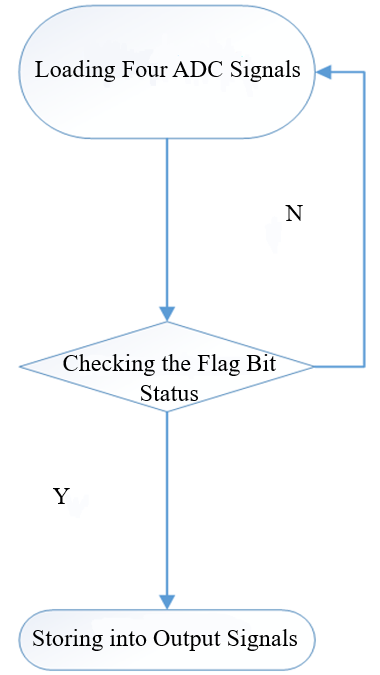 Loading Four ADC Signals
N
Checking the Flag Bit
Status
Y
Storing into Output Signals